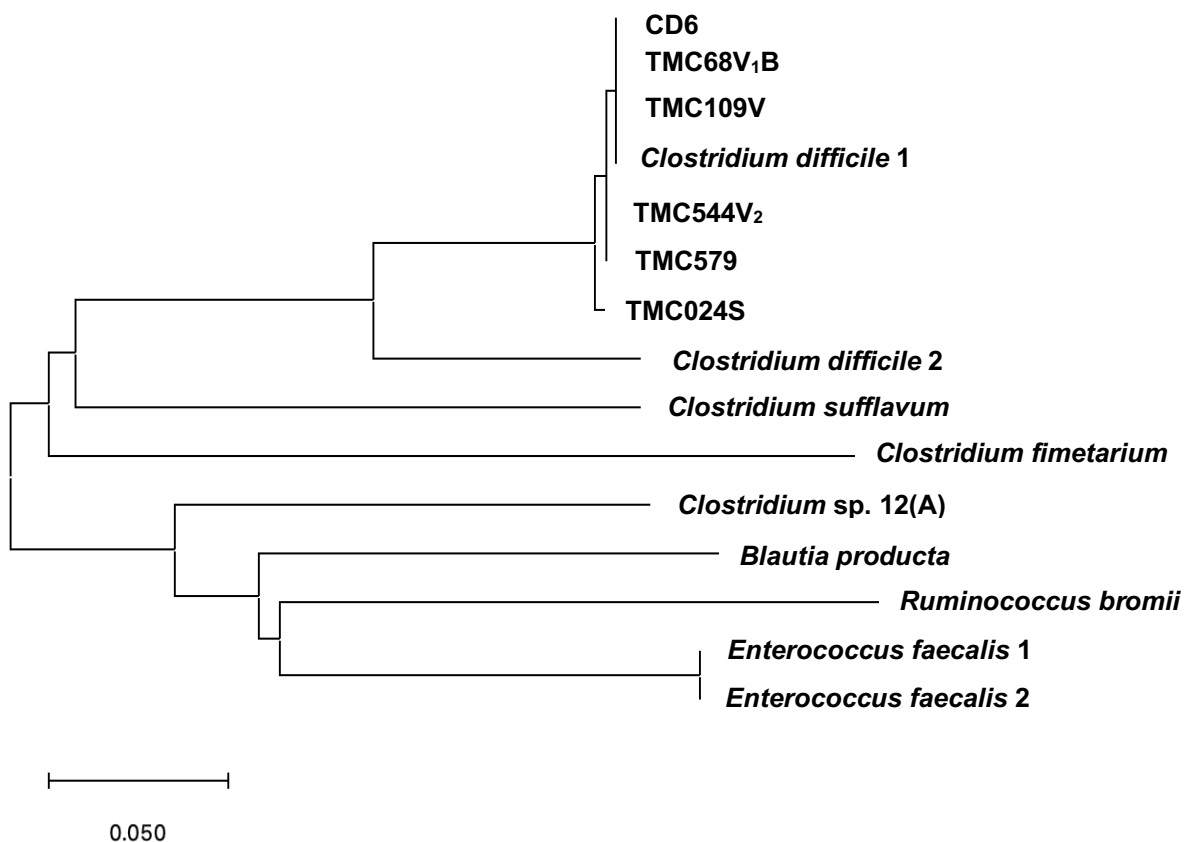 CD6
TMC68V₁B
TMC109V
Clostridium difficile 1
TMC544V₂
TMC579
TMC024S
Clostridium difficile 2
Clostridium sufflavum
Clostridium fimetarium
Clostridium sp. 12(A)
Blautia producta
Ruminococcus bromii
Enterococcus faecalis 1
Enterococcus faecalis 2
0.050